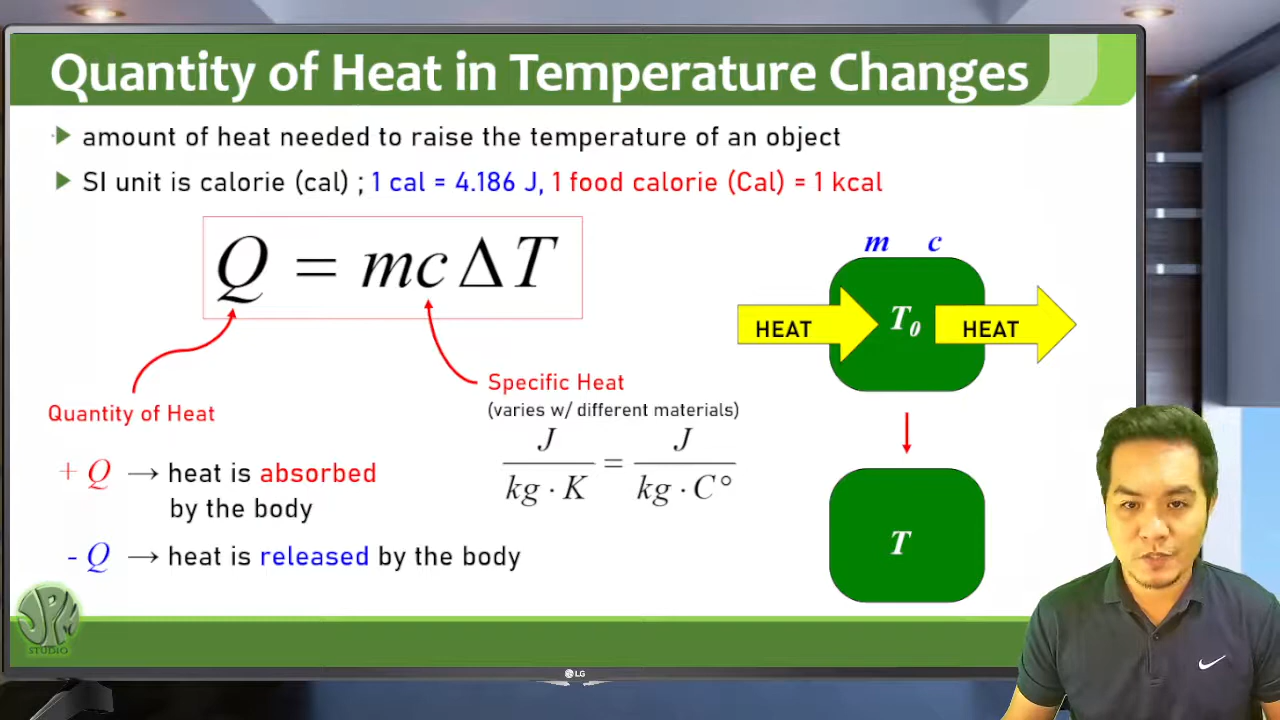 Quantity of Heat in Temperature Changes
amount of heat needed to raise the temperature of an object
SI unit is calorie (cal) ; 1 cal = 4.186 J, 1 food calorie (Cal) = 1 kcal
Q = mcΔT
m c
HEAT T₀ HEAT
Specific Heat
(varies w/ different materials)
Quantity of Heat
J/kg · K = J/kg · C°
+ Q → heat is absorbed
by the body
- Q → heat is released by the body
T
JPM
STUDIO
LG